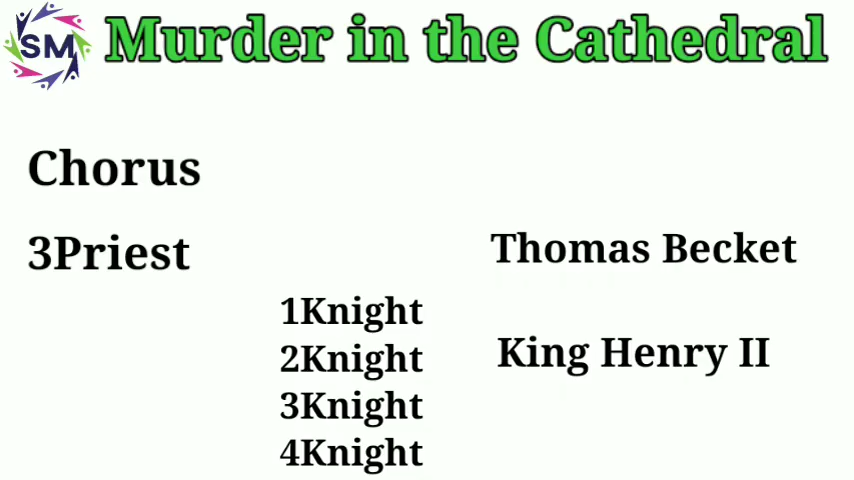 SM
Murder in the Cathedral
Chorus
3Priest
Thomas Becket
1Knight
2Knight
King Henry II
3Knight
4Knight